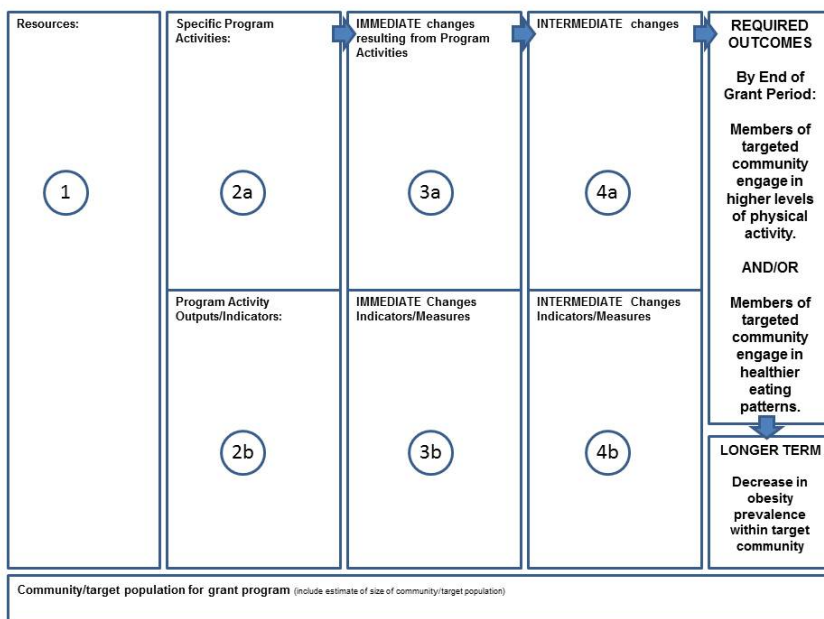 Resources:
1
Specific Program
Activities:
2a
IMMEDIATE changes
resulting from Program
Activities
3a
INTERMEDIATE changes
4a
REQUIRED
OUTCOMES
By End of
Grant Period:
Members of
targeted
community
engage in
higher levels
of physical
activity.
AND/OR
Members of
targeted
community
engage in
healthier
eating
patterns.
Program Activity
Outputs/Indicators:
2b
IMMEDIATE Changes
Indicators/Measures
3b
INTERMEDIATE Changes
Indicators/Measures
4b
LONGER TERM
Decrease in
obesity
prevalence
within target
community
Community/target population for grant program (include estimate of size of community/target population)